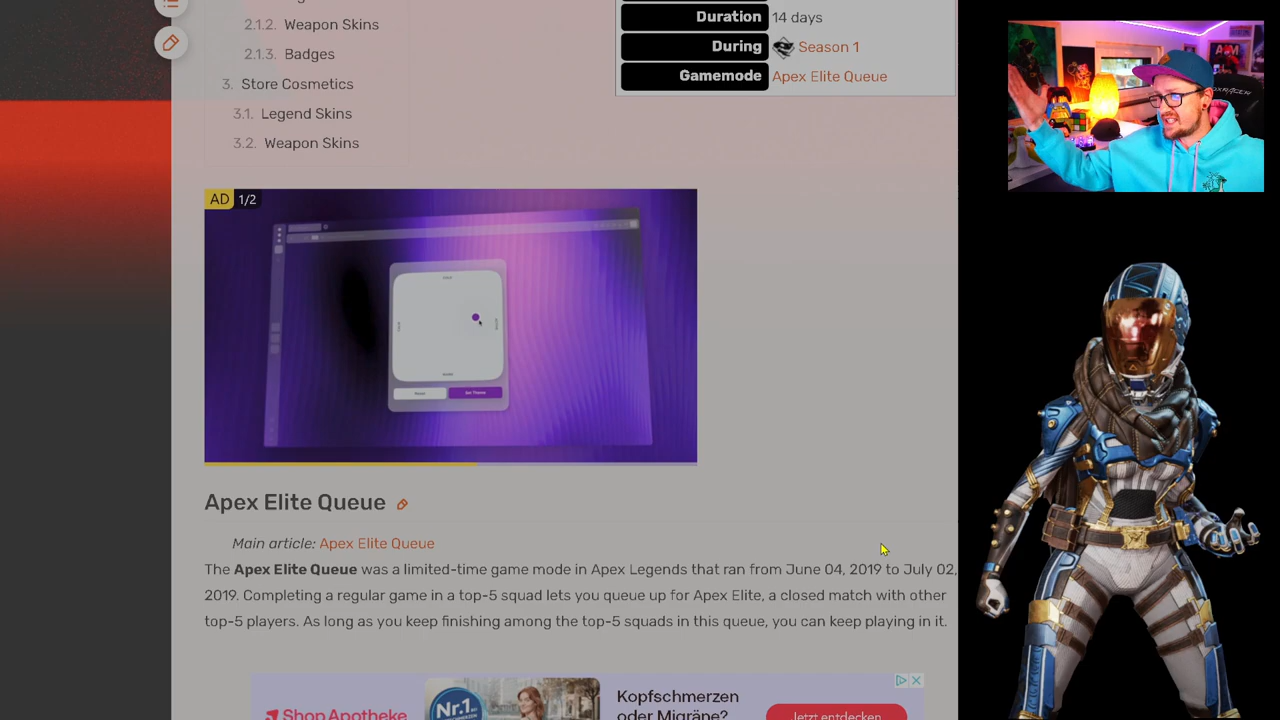 2.1.2. Weapon Skins
2.1.3. Badges
3. Store Cosmetics
3.1. Legend Skins
3.2. Weapon Skins
Duration 14 days
During Season 1
Gamemode Apex Elite Queue
AD 1/2
Apex Elite Queue
Main article: Apex Elite Queue
The Apex Elite Queue was a limited-time game mode in Apex Legends that ran from June 04, 2019 to July 02,
2019. Completing a regular game in a top-5 squad lets you queue up for Apex Elite, a closed match with other
top-5 players. As long as you keep finishing among the top-5 squads in this queue, you can keep playing in it.
Shop Apotheke
Nr.1
Kopfschmerzen
oder Migräne?
Jetzt entdecken